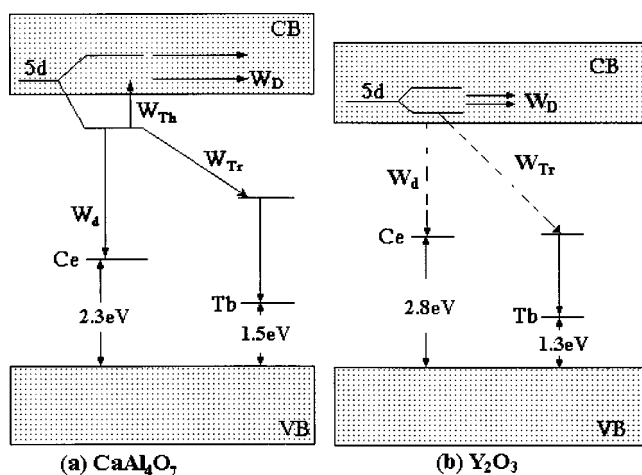 CB
5d
W_D
W_Th
W_Tr
W_d
Ce
2.3eV
Tb
1.5eV
VB
(a) CaAl₄O₇
CB
5d
W_D
W_Tr
W_d
Ce
2.8eV
Tb
1.3eV
VB
(b) Y₂O₃